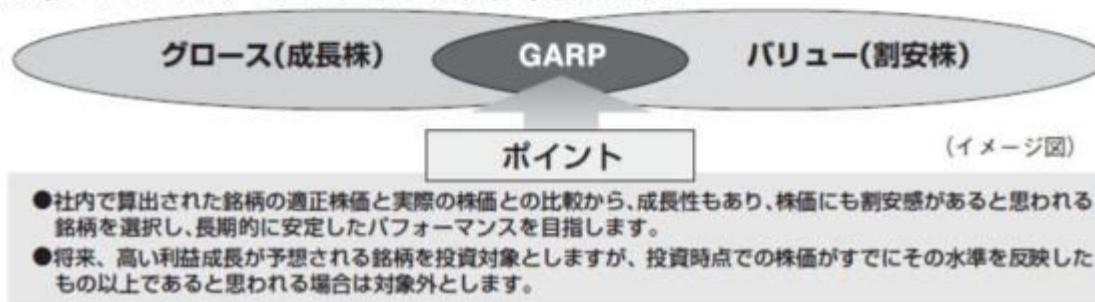 グロース(成長株)
GARP
バリュー(割安株)
ポイント
(イメージ図)
●社内で算出された銘柄の適正株価と実際の株価との比較から、成長性もあり、株価にも割安感があると思われる
銘柄を選択し、長期的に安定したパフォーマンスを目指します。
●将来、高い利益成長が予想される銘柄を投資対象としますが、投資時点での株価がすでにその水準を反映した
もの以上であると思われる場合は対象外とします。